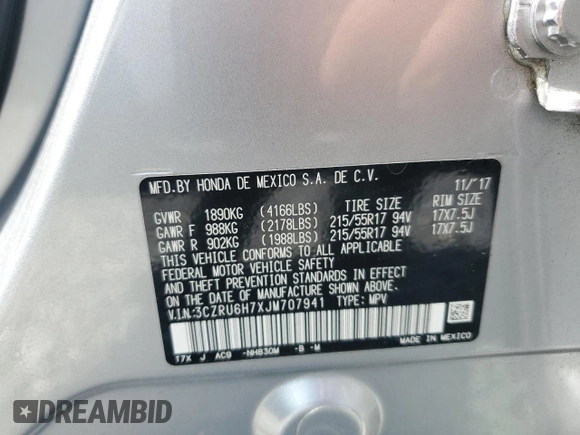 MFD.BY HONDA DE MEXICO S.A. DE C.V. 11/'17
GVWR 1890KG (4166LBS) TIRE SIZE RIM SIZE
GAWR F 988KG (2178LBS) 215/55R17 94V 17X7.5J
GAWR R 902KG (1988LBS) 215/55R17 94V 17X7.5J
THIS VEHICLE CONFORMS TO ALL APPLICABLE
FEDERAL MOTOR VEHICLE SAFETY
AND THEFT PREVENTION STANDARDS IN EFFECT
ON THE DATE OF MANUFACTURE SHOWN ABOVE.
V.I.N:3CZRU6H7XJM707941 TYPE: MPV
T7X J AC9 -NH830M -B -M MADE IN MEXICO
DREAMBID